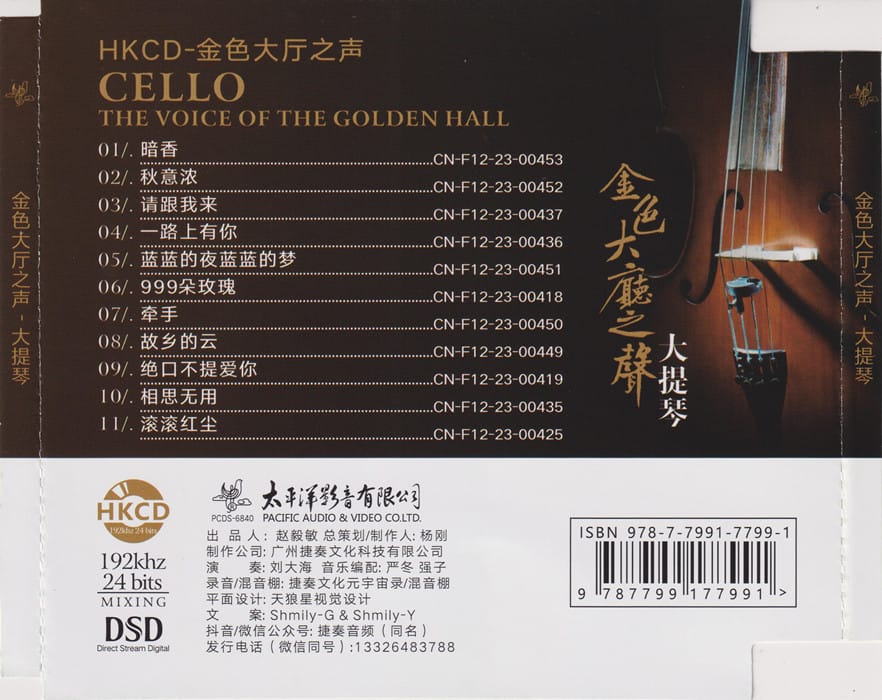 HKCD-金色大厅之声
CELLO
THE VOICE OF THE GOLDEN HALL
01/. 暗香 CN-F12-23-00453
02/. 秋意浓 CN-F12-23-00452
03/. 请跟我来 CN-F12-23-00437
04/. 一路上有你 CN-F12-23-00436
05/. 蓝蓝的夜蓝蓝的梦 CN-F12-23-00451
06/. 999朵玫瑰 CN-F12-23-00418
07/. 牵手 CN-F12-23-00450
08/. 故乡的云 CN-F12-23-00449
09/. 绝口不提爱你 CN-F12-23-00419
10/. 相思无用 CN-F12-23-00435
11/. 滚滚红尘 CN-F12-23-00425
金色大廳之聲
大提琴
金色大厅之声-大提琴
金色大厅之声-大提琴
HKCD
192khz 24 bits
192khz
24 bits
MIXING
DSD
Direct Stream Digital
PCDS-6840
太平洋影音有限公司
PACIFIC AUDIO & VIDEO CO.LTD.
出 品 人: 赵毅敏 总策划/制作人: 杨刚
制作公司: 广州捷奏文化科技有限公司
演 奏: 刘大海 音乐编配: 严冬 强子
录音/混音棚: 捷奏文化元宇宙录/混音棚
平面设计: 天狼星视觉设计
文 案: Shmily-G & Shmily-Y
抖音/微信公众号: 捷奏音频（同名）
发行电话（微信同号）:13326483788
ISBN 978-7-7991-7799-1
9 787799 177991 >